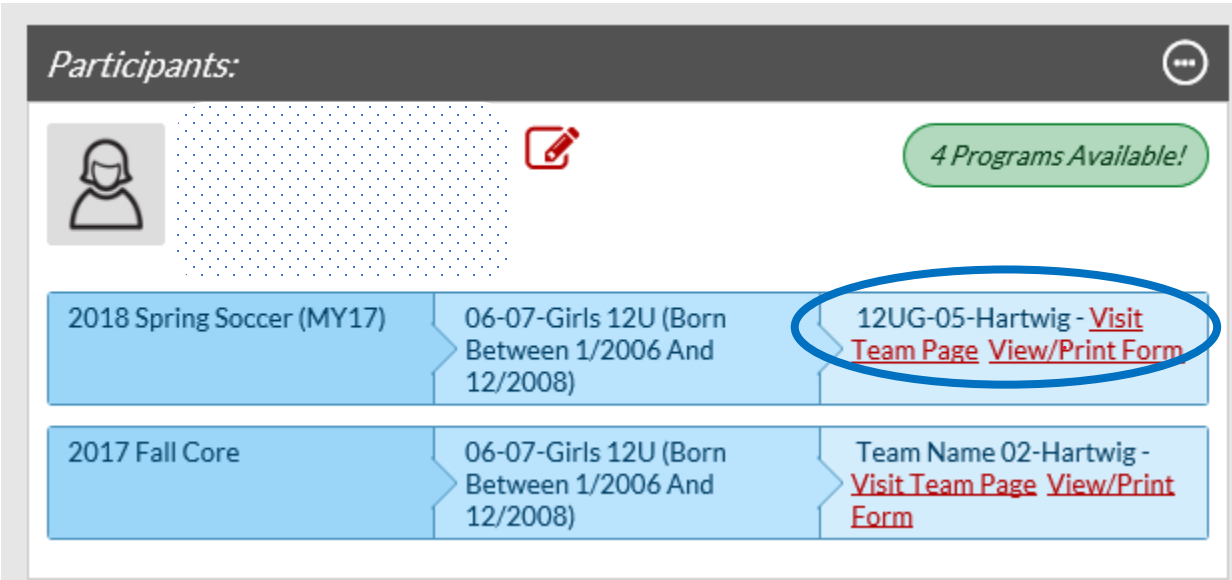 Participants:
4 Programs Available!
2018 Spring Soccer (MY17)
06-07-Girls 12U (Born
Between 1/2006 And
12/2008)
12UG-05-Hartwig - Visit
Team Page View/Print Form
2017 Fall Core
06-07-Girls 12U (Born
Between 1/2006 And
12/2008)
Team Name 02-Hartwig -
Visit Team Page View/Print
Form